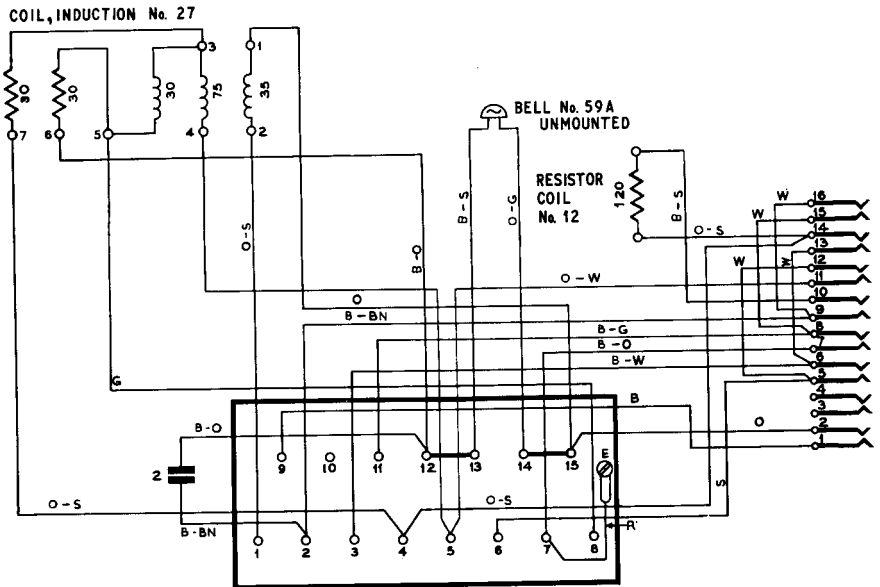 COIL, INDUCTION No. 27
3 1
30 30 30 75 35
7 6 5 4 2
BELL No. 59A
UNMOUNTED
RESISTOR
COIL
No. 12
120
B-S O-G B-S
O-S B-O
O-S
O-W
O
B-BN
B-G
B-O
B-W
W W W W
16
15
14
13
12
11
10
9
8
7
6
5
4
3
2
1
G
B
O
S
B-O
2
9 10 11 12 13 14 15
E
O-S O-S
R
B-BN
1 2 3 4 5 6 7 8